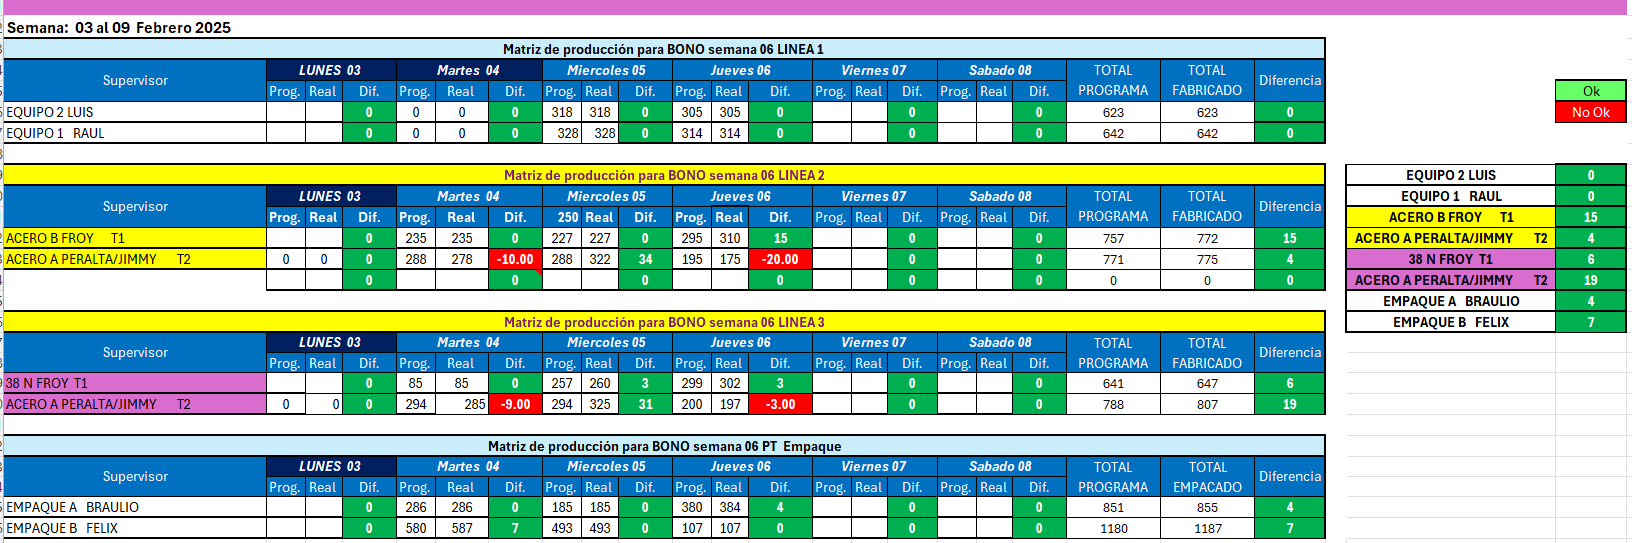 Semana: 03 al 09 Febrero 2025
Matriz de producción para BONO semana 06 LINEA 1
Supervisor LUNES 03 Martes 04 Miercoles 05 Jueves 06 Viernes 07 Sabado 08 TOTAL PROGRAMA TOTAL FABRICADO Diferencia
Prog. Real Dif. Prog. Real Dif. Prog. Real Dif. Prog. Real Dif. Prog. Real Dif. Prog. Real Dif.
Ok
EQUIPO 2 LUIS 0 0 0 0 318 318 0 305 305 0 0 0 623 623 0
No Ok
EQUIPO 1 RAUL 0 0 0 0 328 328 0 314 314 0 0 0 642 642 0
Matriz de producción para BONO semana 06 LINEA 2
Supervisor LUNES 03 Martes 04 Miercoles 05 Jueves 06 Viernes 07 Sabado 08 TOTAL PROGRAMA TOTAL FABRICADO Diferencia
Prog. Real Dif. Prog. Real Dif. 250 Real Dif. Prog. Real Dif. Prog. Real Dif. Prog. Real Dif.
ACERO B FROY T1 0 235 235 0 227 227 0 295 310 15 0 0 757 772 15
ACERO A PERALTA/JIMMY T2 0 0 0 288 278 -10.00 288 322 34 195 175 -20.00 0 0 771 775 4
0 0 0 0 0 0 0 0 0
EQUIPO 2 LUIS 0
EQUIPO 1 RAUL 0
ACERO B FROY T1 15
ACERO A PERALTA/JIMMY T2 4
38 N FROY T1 6
ACERO A PERALTA/JIMMY T2 19
EMPAQUE A BRAULIO 4
EMPAQUE B FELIX 7
Matriz de producción para BONO semana 06 LINEA 3
Supervisor LUNES 03 Martes 04 Miercoles 05 Jueves 06 Viernes 07 Sabado 08 TOTAL PROGRAMA TOTAL FABRICADO Diferencia
Prog. Real Dif. Prog. Real Dif. Prog. Real Dif. Prog. Real Dif. Prog. Real Dif. Prog. Real Dif.
38 N FROY T1 0 85 85 0 257 260 3 299 302 3 0 0 641 647 6
ACERO A PERALTA/JIMMY T2 0 0 0 294 285 -9.00 294 325 31 200 197 -3.00 0 0 788 807 19
Matriz de producción para BONO semana 06 PT Empaque
Supervisor LUNES 03 Martes 04 Miercoles 05 Jueves 06 Viernes 07 Sabado 08 TOTAL PROGRAMA TOTAL EMPACADO Diferencia
Prog. Real Dif. Prog. Real Dif. Prog. Real Dif. Prog. Real Dif. Prog. Real Dif. Prog. Real Dif.
EMPAQUE A BRAULIO 0 286 286 0 185 185 0 380 384 4 0 0 851 855 4
EMPAQUE B FELIX 0 580 587 7 493 493 0 107 107 0 0 0 1180 1187 7